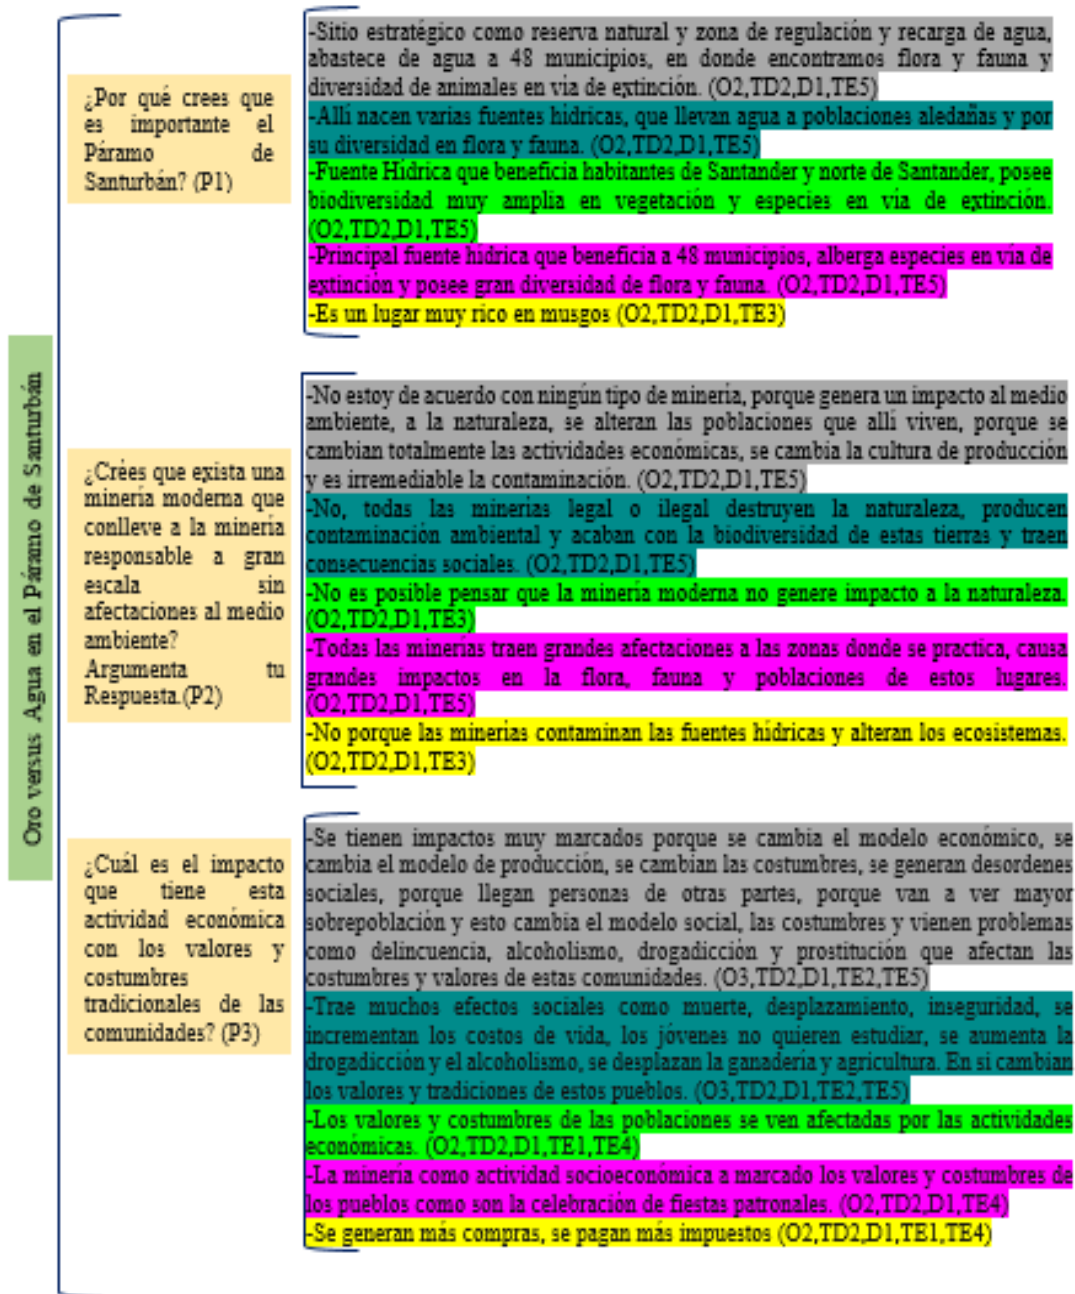 Oro versus Agua en el Páramo de Santurbán
¿Por qué crees que
es importante el
Páramo de
Santurbán? (P1)
-Sitio estratégico como reserva natural y zona de regulación y recarga de agua,
abastece de agua a 48 municipios, en donde encontramos flora y fauna y
diversidad de animales en vía de extinción. (O2,TD2,D1,TE5)
-Allí nacen varias fuentes hídricas, que llevan agua a poblaciones aledañas y por
su diversidad en flora y fauna. (O2,TD2,D1,TE5)
-Fuente Hídrica que beneficia habitantes de Santander y norte de Santander, posee
biodiversidad muy amplia en vegetación y especies en vía de extinción.
(O2,TD2,D1,TE5)
-Principal fuente hídrica que beneficia a 48 municipios, alberga especies en vía de
extinción y posee gran diversidad de flora y fauna. (O2,TD2,D1,TE5)
-Es un lugar muy rico en musgos (O2,TD2,D1,TE3)
¿Crées que exista una
minería moderna que
conlleve a la minería
responsable a gran
escala sin
afectaciones al medio
ambiente?
Argumenta tu
Respuesta.(P2)
-No estoy de acuerdo con ningún tipo de minería, porque genera un impacto al medio
ambiente, a la naturaleza, se alteran las poblaciones que allí viven, porque se
cambian totalmente las actividades económicas, se cambia la cultura de producción
y es irremediable la contaminación. (O2,TD2,D1,TE5)
-No, todas las minerías legal o ilegal destruyen la naturaleza, producen
contaminación ambiental y acaban con la biodiversidad de estas tierras y traen
consecuencias sociales. (O2,TD2,D1,TE5)
-No es posible pensar que la minería moderna no genere impacto a la naturaleza.
(O2,TD2,D1,TE3)
-Todas las minerías traen grandes afectaciones a las zonas donde se practica, causa
grandes impactos en la flora, fauna y poblaciones de estos lugares.
(O2,TD2,D1,TE5)
-No porque las minerías contaminan las fuentes hídricas y alteran los ecosistemas.
(O2,TD2,D1,TE3)
¿Cuál es el impacto
que tiene esta
actividad económica
con los valores y
costumbres
tradicionales de las
comunidades? (P3)
-Se tienen impactos muy marcados porque se cambia el modelo económico, se
cambia el modelo de producción, se cambian las costumbres, se generan desordenes
sociales, porque llegan personas de otras partes, porque van a ver mayor
sobrepoblación y esto cambia el modelo social, las costumbres y vienen problemas
como delincuencia, alcoholismo, drogadicción y prostitución que afectan las
costumbres y valores de estas comunidades. (O3,TD2,D1,TE2,TE5)
-Trae muchos efectos sociales como muerte, desplazamiento, inseguridad, se
incrementan los costos de vida, los jóvenes no quieren estudiar, se aumenta la
drogadicción y el alcoholismo, se desplazan la ganadería y agricultura. En si cambian
los valores y tradiciones de estos pueblos. (O3,TD2,D1,TE2,TE5)
-Los valores y costumbres de las poblaciones se ven afectadas por las actividades
económicas. (O2,TD2,D1,TE1,TE4)
-La minería como actividad socioeconómica a marcado los valores y costumbres de
los pueblos como son la celebración de fiestas patronales. (O2,TD2,D1,TE4)
-Se generan más compras, se pagan más impuestos (O2,TD2,D1,TE1,TE4)